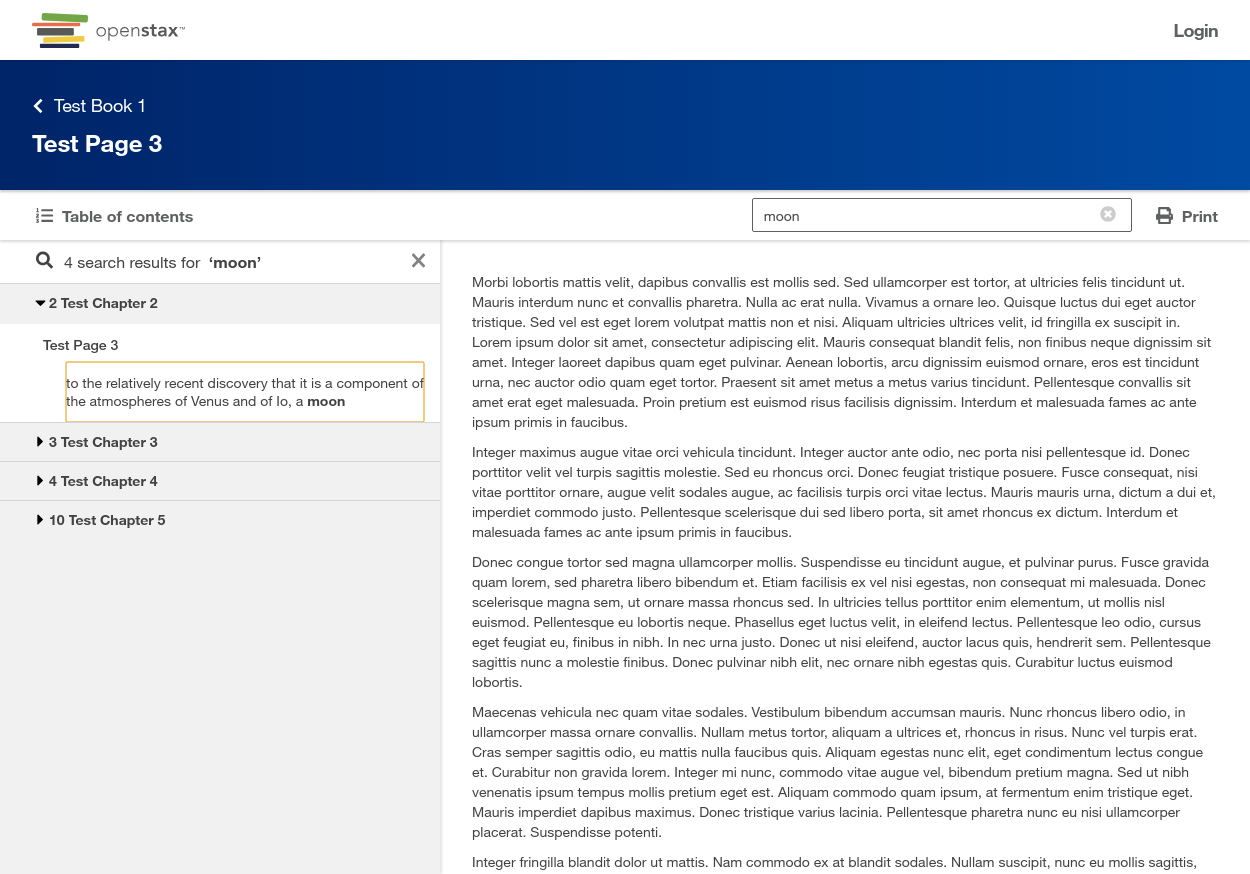 openstax™
Login
Test Book 1
Test Page 3
Table of contents
moon
Print
4 search results for ‘moon’
2 Test Chapter 2
Test Page 3
to the relatively recent discovery that it is a component of
the atmospheres of Venus and of Io, a moon
3 Test Chapter 3
4 Test Chapter 4
10 Test Chapter 5
Morbi lobortis mattis velit, dapibus convallis est mollis sed. Sed ullamcorper est tortor, at ultricies felis tincidunt ut.
Mauris interdum nunc et convallis pharetra. Nulla ac erat nulla. Vivamus a ornare leo. Quisque luctus dui eget auctor
tristique. Sed vel est eget lorem volutpat mattis non et nisi. Aliquam ultricies ultrices velit, id fringilla ex suscipit in.
Lorem ipsum dolor sit amet, consectetur adipiscing elit. Mauris consequat blandit felis, non finibus neque dignissim sit
amet. Integer laoreet dapibus quam eget pulvinar. Aenean lobortis, arcu dignissim euismod ornare, eros est tincidunt
urna, nec auctor odio quam eget tortor. Praesent sit amet metus a metus varius tincidunt. Pellentesque convallis sit
amet erat eget malesuada. Proin pretium est euismod risus facilisis dignissim. Interdum et malesuada fames ac ante
ipsum primis in faucibus.
Integer maximus augue vitae orci vehicula tincidunt. Integer auctor ante odio, nec porta nisi pellentesque id. Donec
porttitor velit vel turpis sagittis molestie. Sed eu rhoncus orci. Donec feugiat tristique posuere. Fusce consequat, nisi
vitae porttitor ornare, augue velit sodales augue, ac facilisis turpis orci vitae lectus. Mauris mauris urna, dictum a dui et,
imperdiet commodo justo. Pellentesque scelerisque dui sed libero porta, sit amet rhoncus ex dictum. Interdum et
malesuada fames ac ante ipsum primis in faucibus.
Donec congue tortor sed magna ullamcorper mollis. Suspendisse eu tincidunt augue, et pulvinar purus. Fusce gravida
quam lorem, sed pharetra libero bibendum et. Etiam facilisis ex vel nisi egestas, non consequat mi malesuada. Donec
scelerisque magna sem, ut ornare massa rhoncus sed. In ultricies tellus porttitor enim elementum, ut mollis nisl
euismod. Pellentesque eu lobortis neque. Phasellus eget luctus velit, in eleifend lectus. Pellentesque leo odio, cursus
eget feugiat eu, finibus in nibh. In nec urna justo. Donec ut nisi eleifend, auctor lacus quis, hendrerit sem. Pellentesque
sagittis nunc a molestie finibus. Donec pulvinar nibh elit, nec ornare nibh egestas quis. Curabitur luctus euismod
lobortis.
Maecenas vehicula nec quam vitae sodales. Vestibulum bibendum accumsan mauris. Nunc rhoncus libero odio, in
ullamcorper massa ornare convallis. Nullam metus tortor, aliquam a ultrices et, rhoncus in risus. Nunc vel turpis erat.
Cras semper sagittis odio, eu mattis nulla faucibus quis. Aliquam egestas nunc elit, eget condimentum lectus congue
et. Curabitur non gravida lorem. Integer mi nunc, commodo vitae augue vel, bibendum pretium magna. Sed ut nibh
venenatis ipsum tempus mollis pretium eget est. Aliquam commodo quam ipsum, at fermentum enim tristique eget.
Mauris imperdiet dapibus maximus. Donec tristique varius lacinia. Pellentesque pharetra nunc eu nisi ullamcorper
placerat. Suspendisse potenti.
Integer fringilla blandit dolor ut mattis. Nam commodo ex at blandit sodales. Nullam suscipit, nunc eu mollis sagittis,